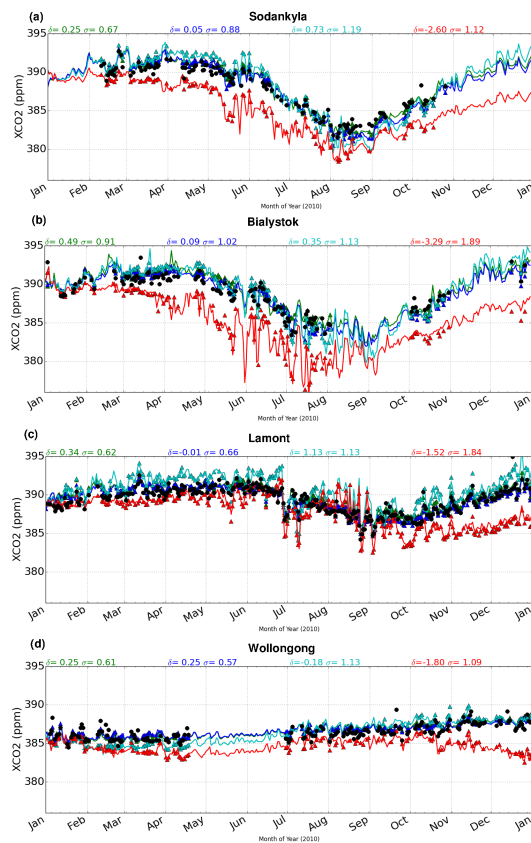 (a) Sodankyla
δ= 0.25 σ= 0.67 δ= 0.05 σ= 0.88 δ= 0.73 σ= 1.19 δ=-2.60 σ= 1.12
395
390
385
380
XCO2 (ppm)
Jan Feb Mar Apr May Jun Jul Aug Sep Oct Nov Dec Jan
Month of Year (2010)
(b) Bialystok
δ= 0.49 σ= 0.91 δ= 0.09 σ= 1.02 δ= 0.35 σ= 1.13 δ=-3.29 σ= 1.89
395
390
385
380
XCO2 (ppm)
Jan Feb Mar Apr May Jun Jul Aug Sep Oct Nov Dec Jan
Month of Year (2010)
(c) Lamont
δ= 0.34 σ= 0.62 δ=-0.01 σ= 0.66 δ= 1.13 σ= 1.13 δ=-1.52 σ= 1.84
395
390
385
380
XCO2 (ppm)
Jan Feb Mar Apr May Jun Jul Aug Sep Oct Nov Dec Jan
Month of Year (2010)
(d) Wollongong
δ= 0.25 σ= 0.61 δ= 0.25 σ= 0.57 δ=-0.18 σ= 1.13 δ=-1.80 σ= 1.09
395
390
385
380
XCO2 (ppm)
Jan Feb Mar Apr May Jun Jul Aug Sep Oct Nov Dec Jan
Month of Year (2010)